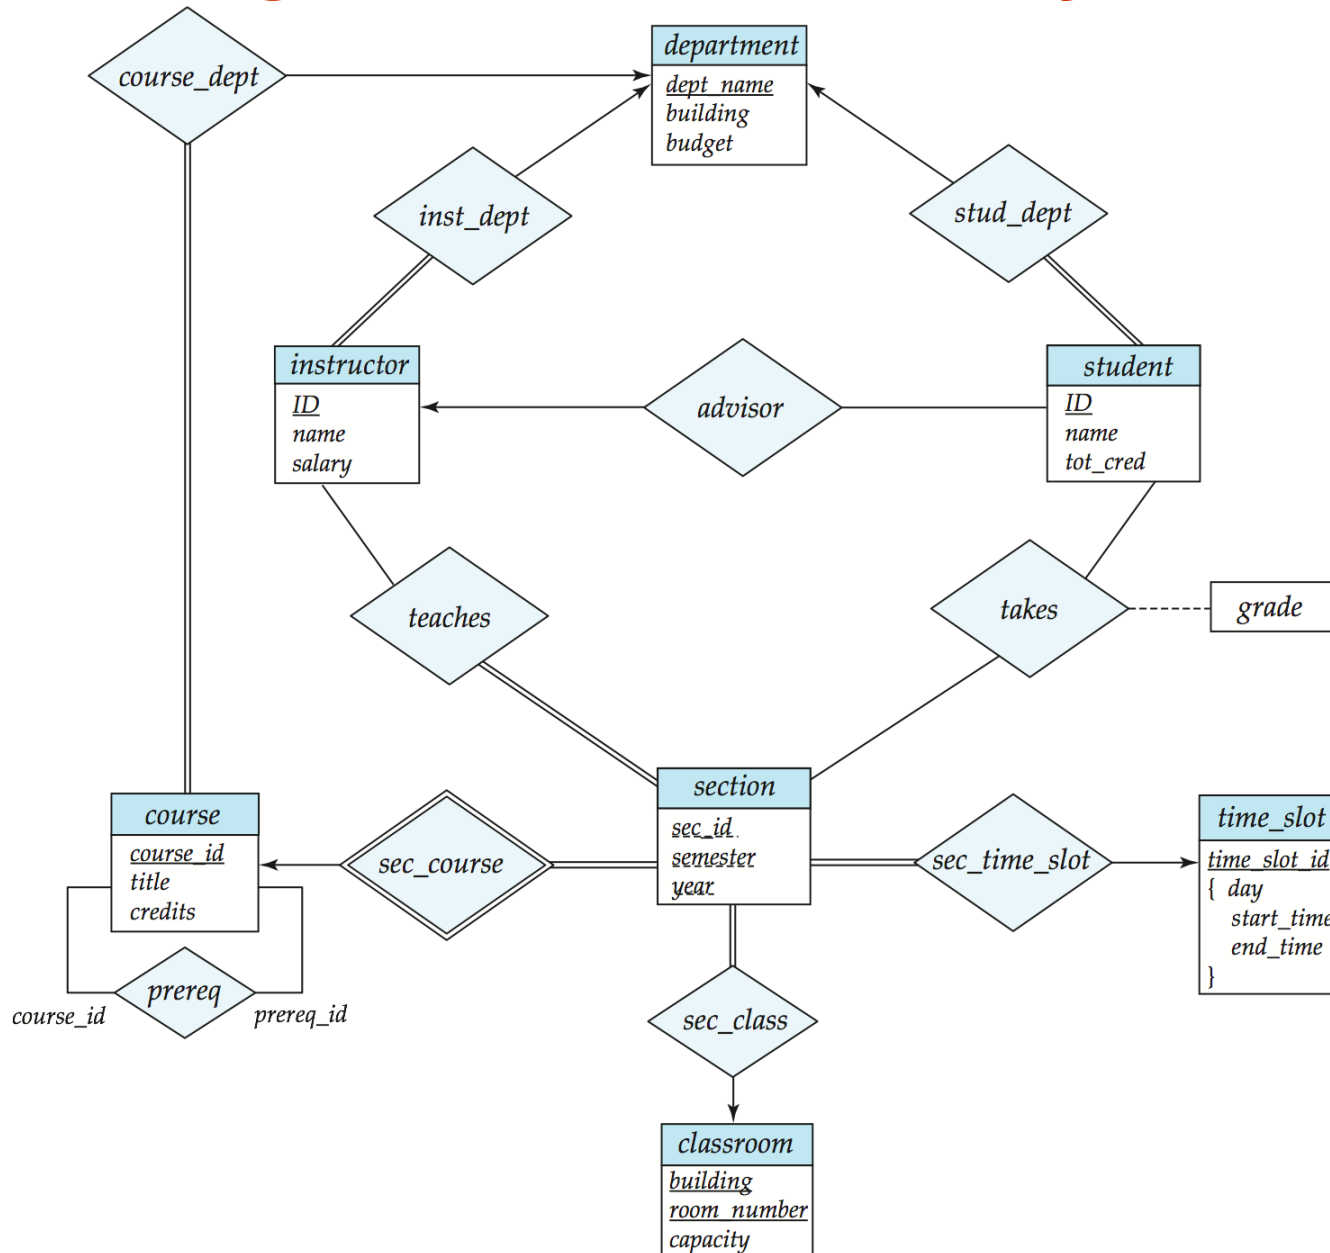 department
dept_name
building
budget
course_dept
inst_dept
stud_dept
instructor
ID
name
salary
advisor
student
ID
name
tot_cred
teaches
takes
grade
section
sec_id
semester
year
course
course_id
title
credits
sec_course
sec_time_slot
time_slot
time_slot_id
{ day
start_time
end_time
}
prereq
course_id
prereq_id
sec_class
classroom
building
room_number
capacity